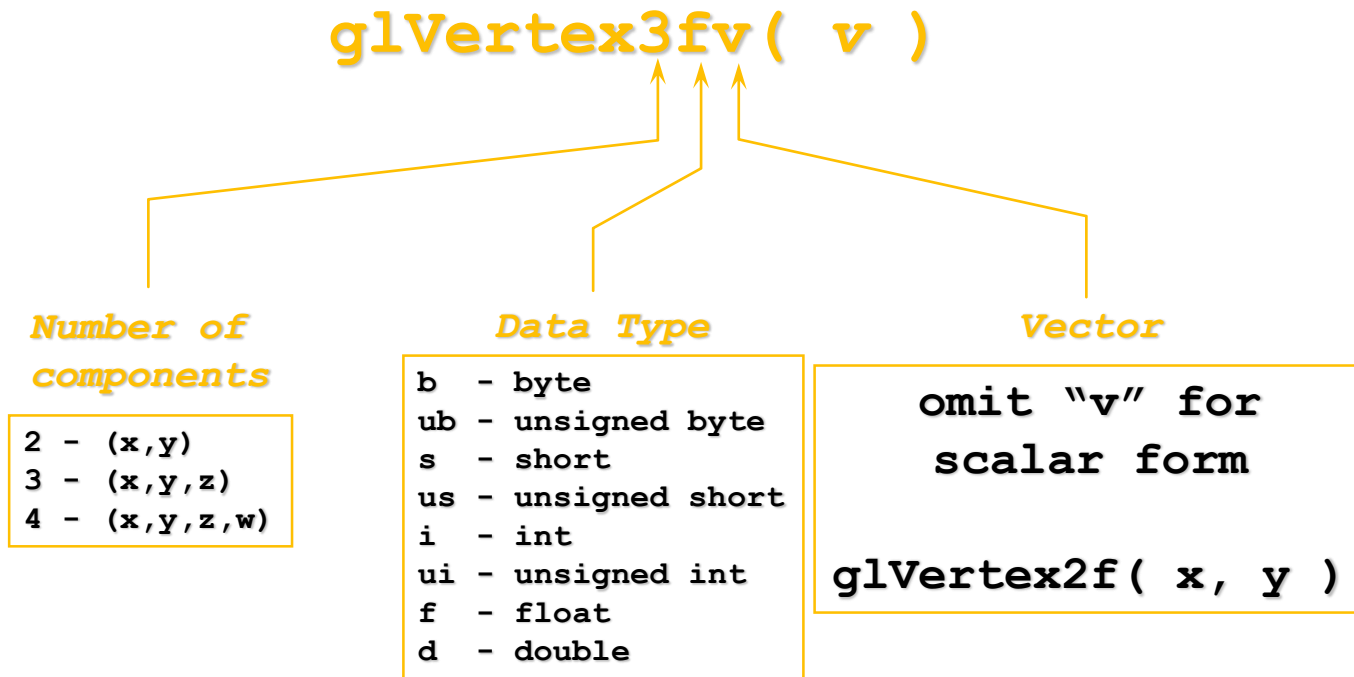 glVertex3fv( v )
Number of
components
2 - (x,y)
3 - (x,y,z)
4 - (x,y,z,w)
Data Type
b - byte
ub - unsigned byte
s - short
us - unsigned short
i - int
ui - unsigned int
f - float
d - double
Vector
omit “v” for
scalar form
glVertex2f( x, y )